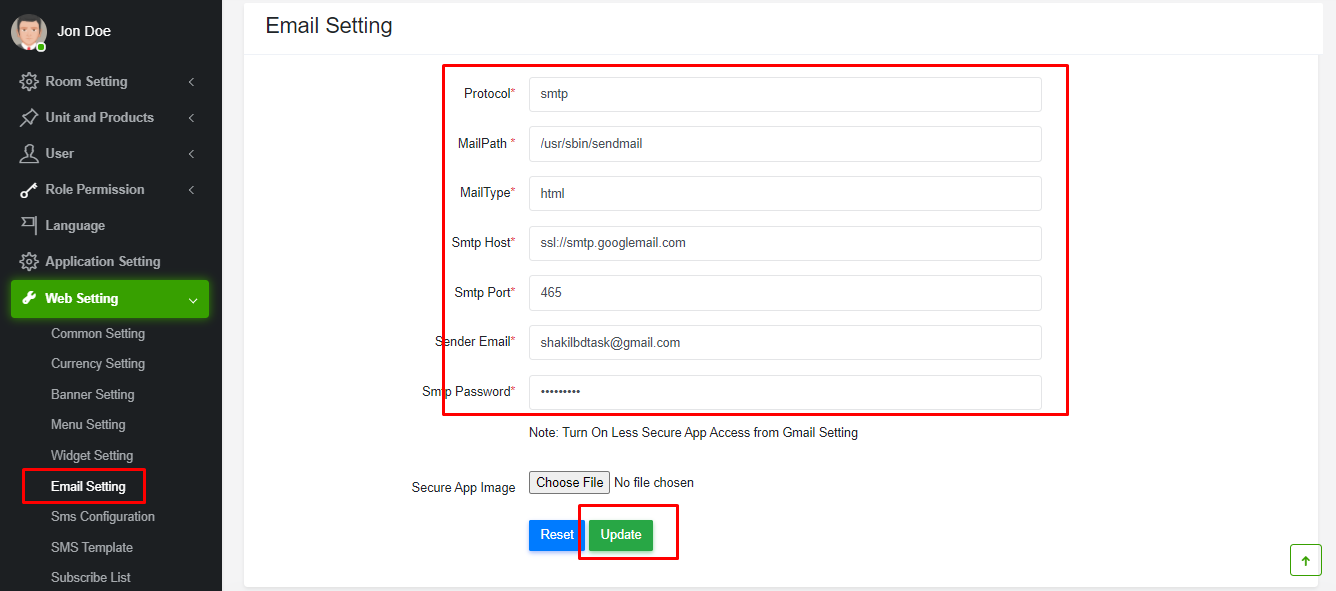 Jon Doe
Room Setting
Unit and Products
User
Role Permission
Language
Application Setting
Web Setting
Common Setting
Currency Setting
Banner Setting
Menu Setting
Widget Setting
Email Setting
Sms Configuration
SMS Template
Subscribe List
Email Setting
Protocol* smtp
MailPath * /usr/sbin/sendmail
MailType* html
Smtp Host* ssl://smtp.googlemail.com
Smtp Port* 465
Sender Email* shakilbdtask@gmail.com
Smtp Password* •••••••••
Note: Turn On Less Secure App Access from Gmail Setting
Secure App Image Choose File No file chosen
Reset Update